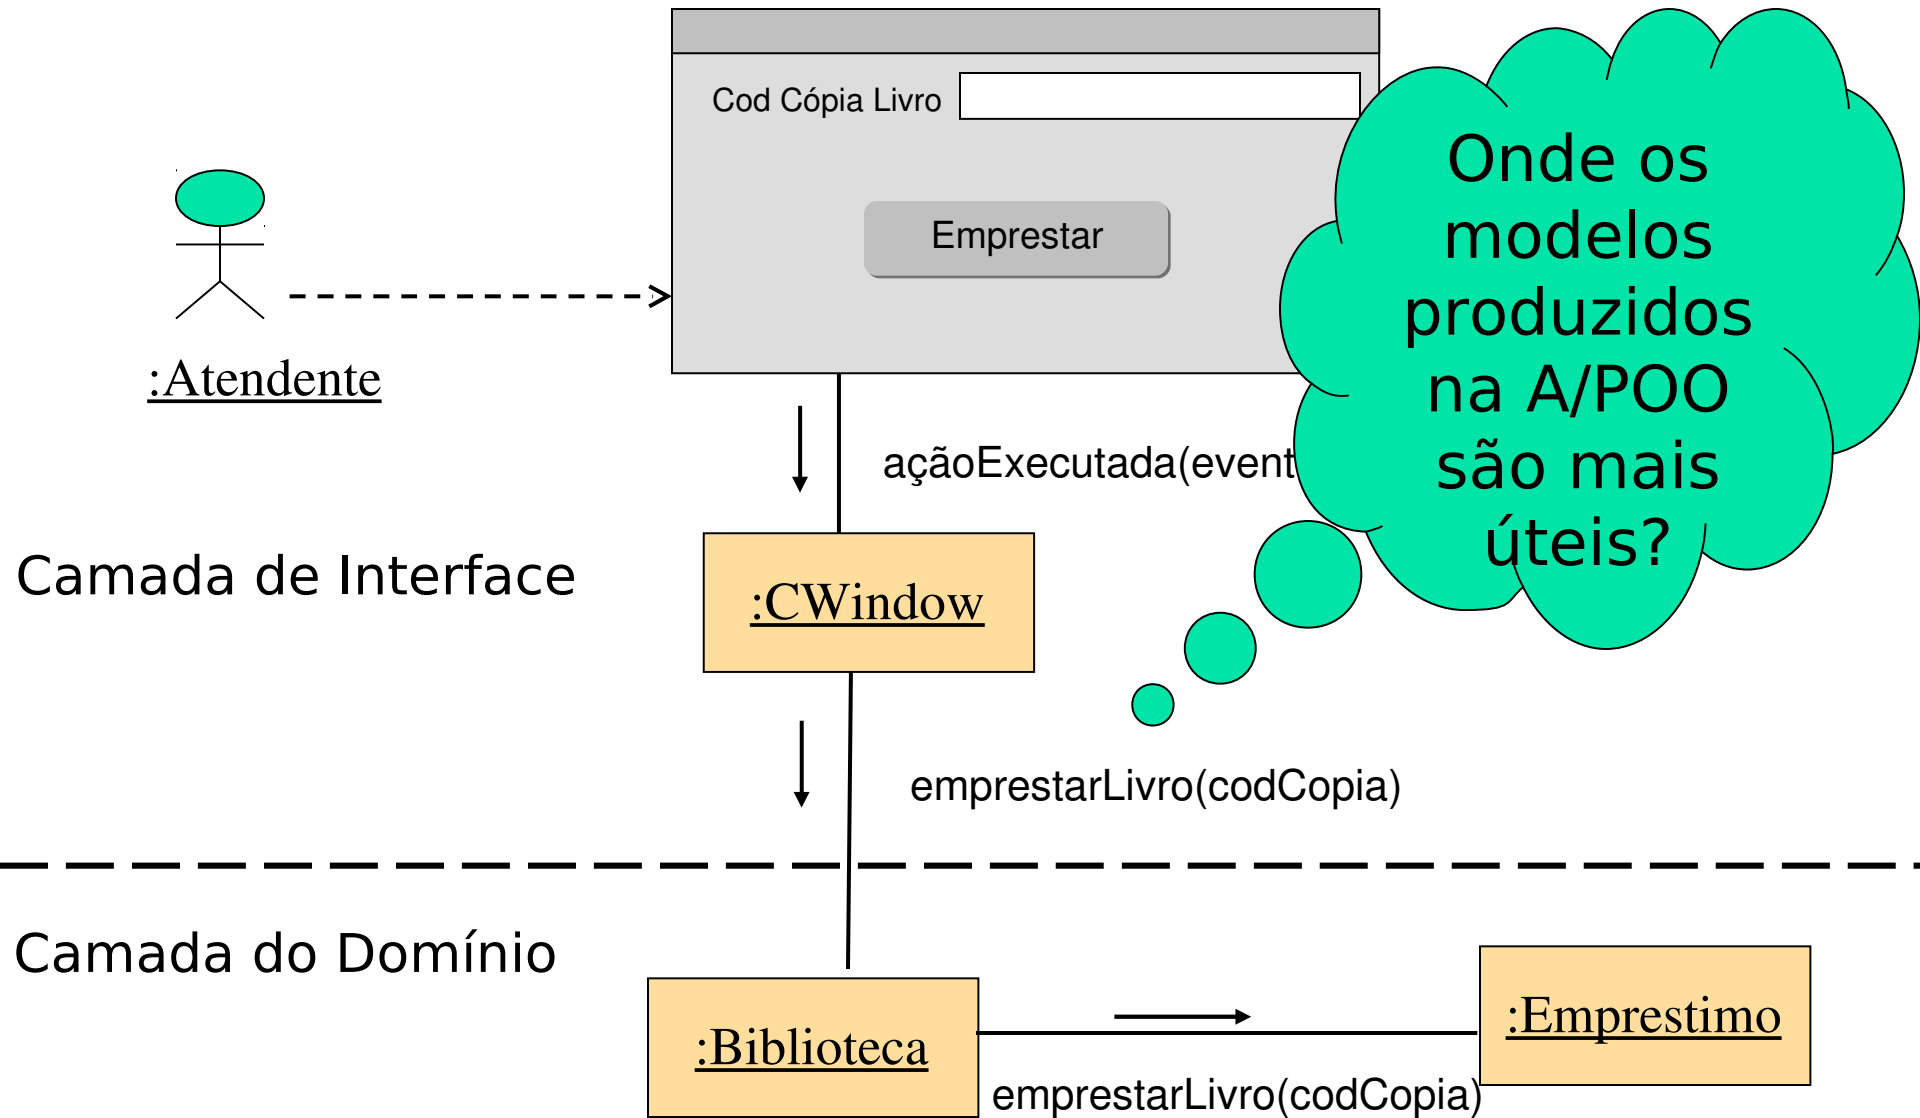 Cod Cópia Livro
Emprestar
:Atendente
Onde os
modelos
produzidos
na A/POO
são mais
úteis?
açãoExecutada(event
Camada de Interface
:CWindow
emprestarLivro(codCopia)
Camada do Domínio
:Biblioteca
:Emprestimo
emprestarLivro(codCopia)